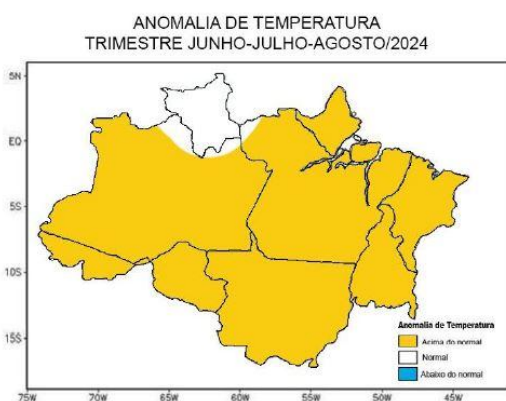 ANOMALIA DE TEMPERATURA
TRIMESTRE JUNHO-JULHO-AGOSTO/2024
5N
EQ
5S
10S
15S
Anomalia de Temperatura
Acima do normal
Normal
Abaixo do normal
75W 70W 65W 60W 55W 50W 45W